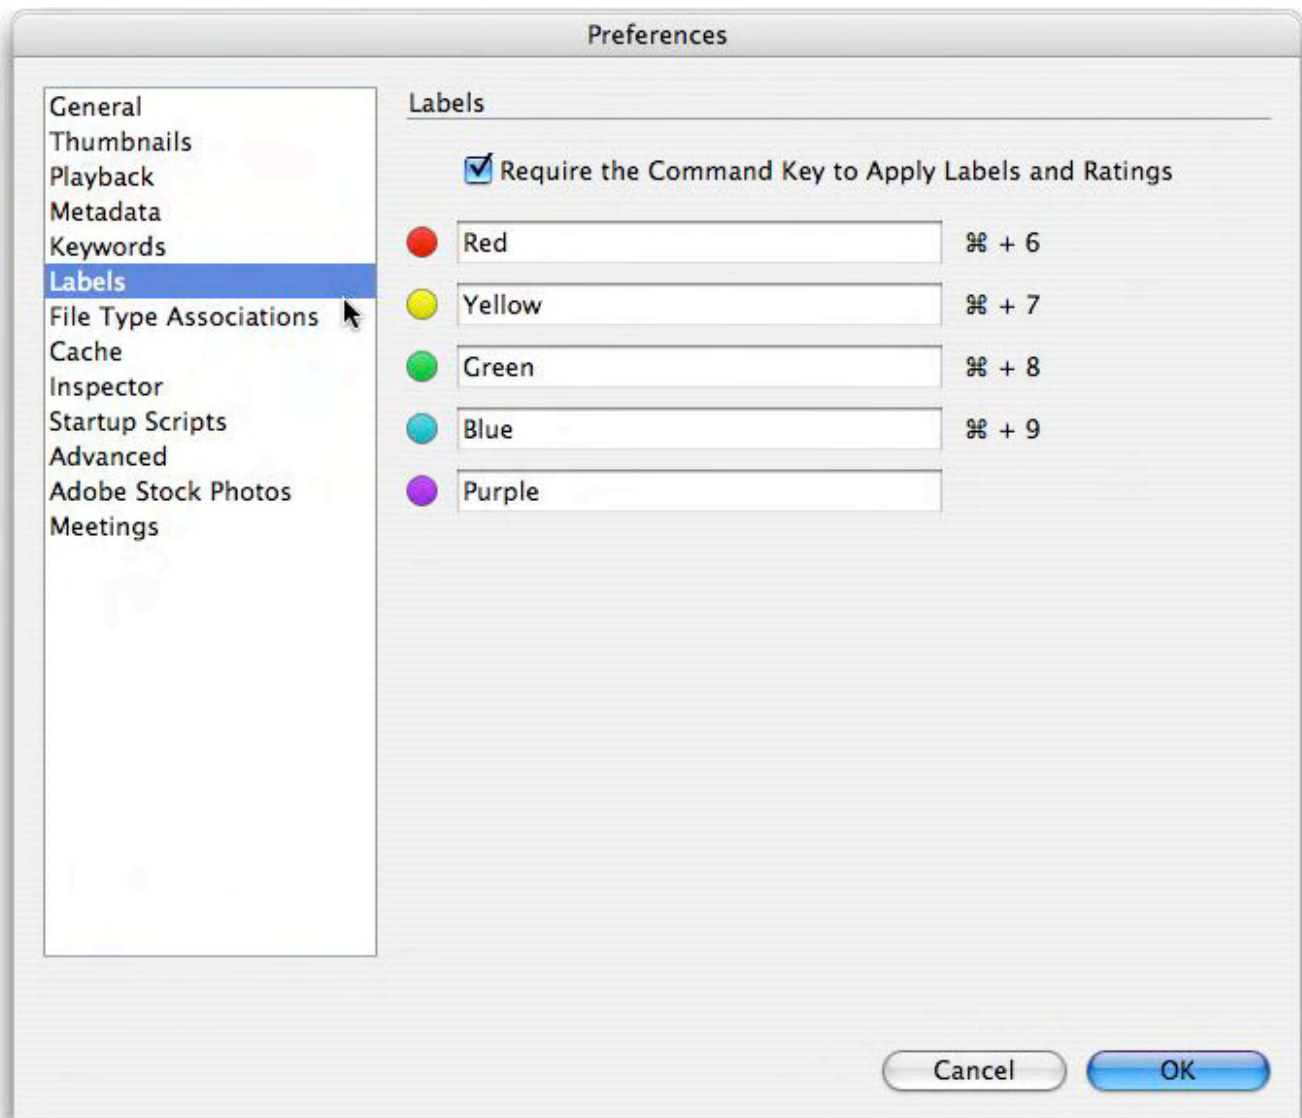 Preferences
General
Thumbnails
Playback
Metadata
Keywords
Labels
File Type Associations
Cache
Inspector
Startup Scripts
Advanced
Adobe Stock Photos
Meetings
Labels
Require the Command Key to Apply Labels and Ratings
Red ⌘ + 6
Yellow ⌘ + 7
Green ⌘ + 8
Blue ⌘ + 9
Purple
Cancel OK